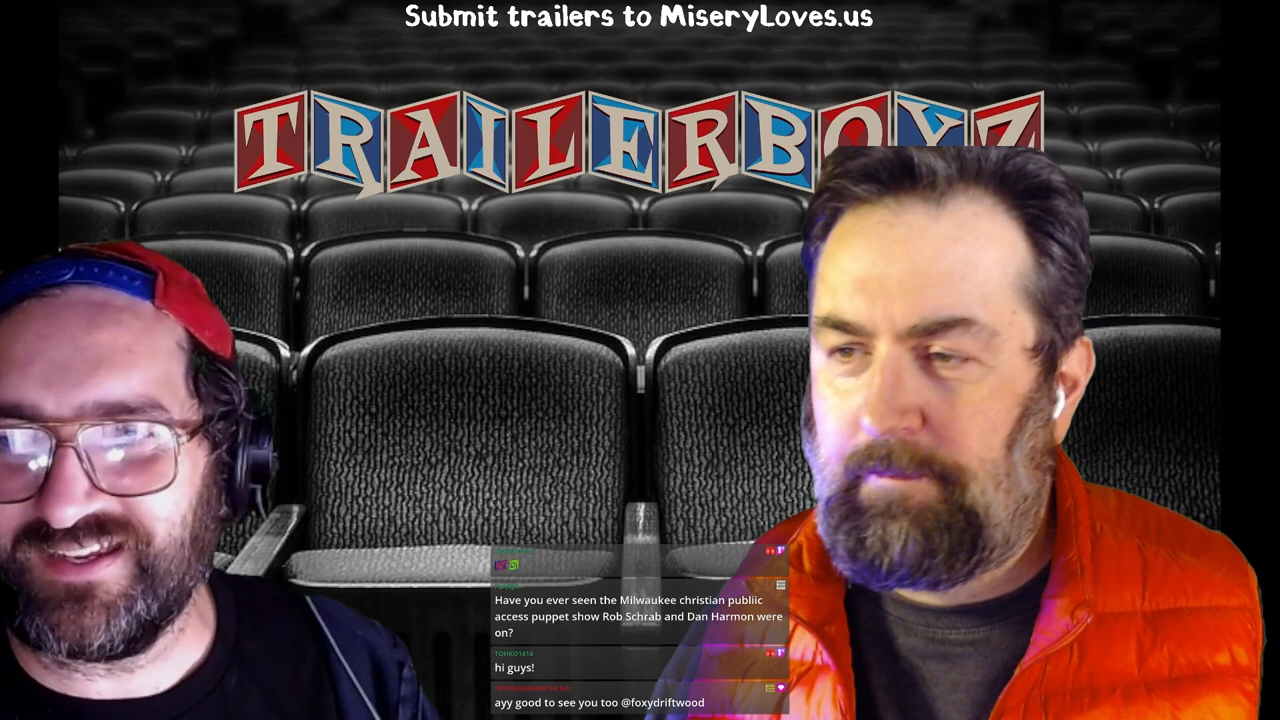 Submit trailers to MiseryLoves.us
TRAILERBOYZ
Have you ever seen the Milwaukee christian publiic
access puppet show Rob Schrab and Dan Harmon were
on?
TOHKO1414
hi guys!
ayy good to see you too @foxydriftwood